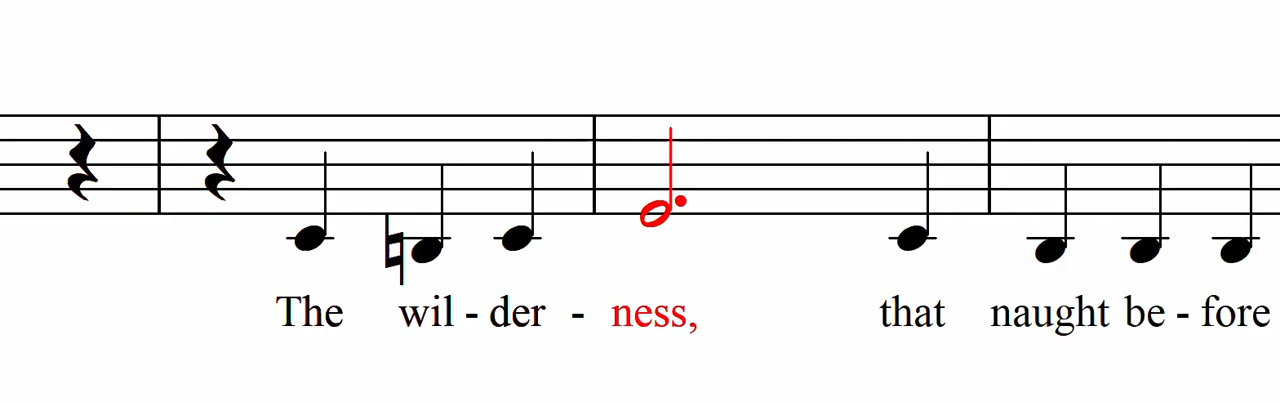 The wil - der - ness, that naught be - fore